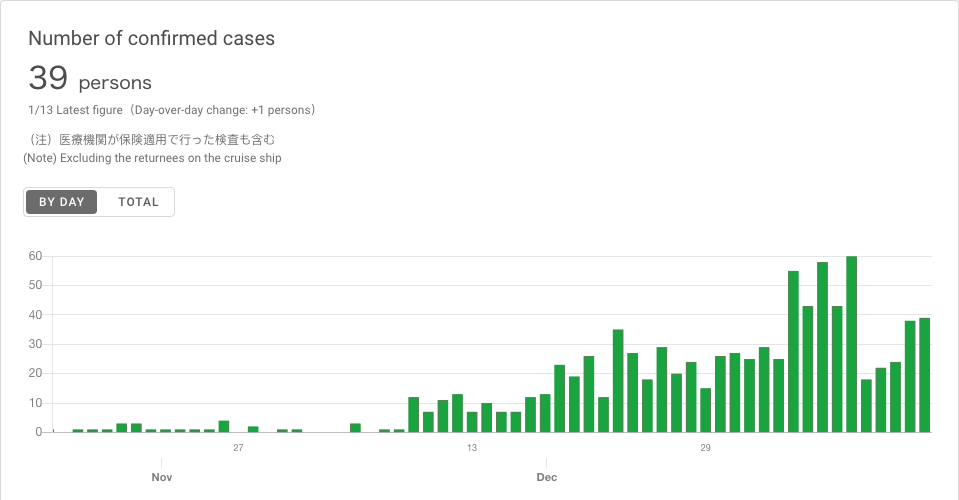 Number of confirmed cases
39 persons
1/13 Latest figure（Day-over-day change: +1 persons）
（注）医療機関が保険適用で行った検査も含む
(Note) Excluding the returnees on the cruise ship
BY DAY TOTAL
60
50
40
30
20
10
0
27 13 29
Nov Dec